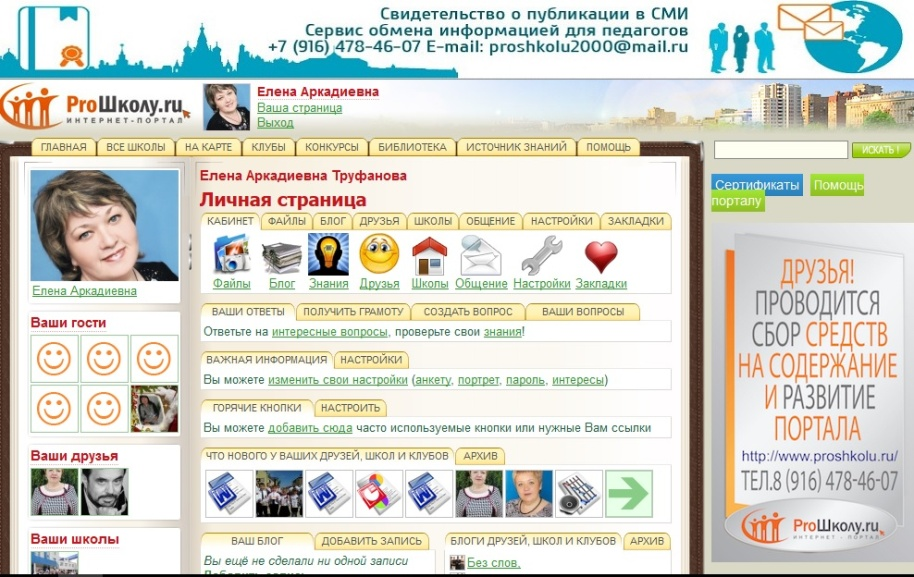 Свидетельство о публикации в СМИ
Сервис обмена информацией для педагогов
+7 (916) 478-46-07 E-mail: proshkolu2000@mail.ru
ProШколу.ru
ИНТЕРНЕТ-ПОРТАЛ
Елена Аркадиевна
Ваша страница
Выход
ГЛАВНАЯ ВСЕ ШКОЛЫ НА КАРТЕ КЛУБЫ КОНКУРСЫ БИБЛИОТЕКА ИСТОЧНИК ЗНАНИЙ ПОМОЩЬ
ИСКАТЬ !
Елена Аркадиевна
Ваши гости
Ваши друзья
Ваши школы
Елена Аркадиевна Труфанова
Личная страница
КАБИНЕТ ФАЙЛЫ БЛОГ ДРУЗЬЯ ШКОЛЫ ОБЩЕНИЕ НАСТРОЙКИ ЗАКЛАДКИ
Файлы Блог Знания Друзья Школы Общение Настройки Закладки
ВАШИ ОТВЕТЫ ПОЛУЧИТЬ ГРАМОТУ СОЗДАТЬ ВОПРОС ВАШИ ВОПРОСЫ
Ответьте на интересные вопросы, проверьте свои знания!
ВАЖНАЯ ИНФОРМАЦИЯ НАСТРОЙКИ
Вы можете изменить свои настройки (анкету, портрет, пароль, интересы)
ГОРЯЧИЕ КНОПКИ НАСТРОИТЬ
Вы можете добавить сюда часто используемые кнопки или нужные Вам ссылки
ЧТО НОВОГО У ВАШИХ ДРУЗЕЙ, ШКОЛ И КЛУБОВ АРХИВ
ВАШ БЛОГ ДОБАВИТЬ ЗАПИСЬ
Вы ещё не сделали ни одной записи
БЛОГИ ДРУЗЕЙ, ШКОЛ И КЛУБОВ АРХИВ
Без слов.
Сертификаты Помощь
порталу
ДРУЗЬЯ!
ПРОВОДИТСЯ
СБОР СРЕДСТВ
НА СОДЕРЖАНИЕ
И РАЗВИТИЕ
ПОРТАЛА
http://www.proshkolu.ru/
ТЕЛ.8 (916) 478-46-07
ProШколу.ru
ИНТЕРНЕТ-ПОРТАЛ